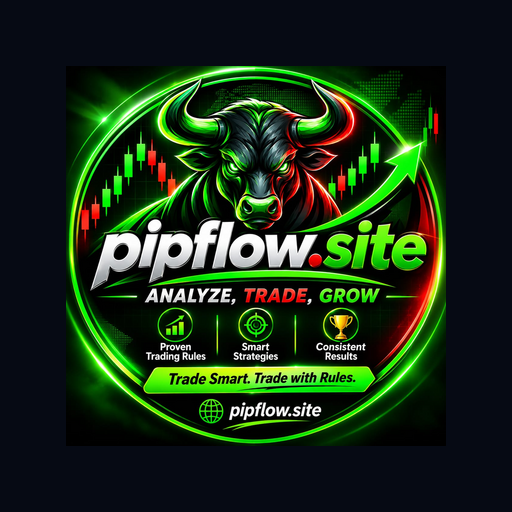 pipflow.site
ANALYZE, TRADE, GROW
Proven
Trading Rules
Smart
Strategies
Consistent
Results
Trade Smart. Trade with Rules.
pipflow.site